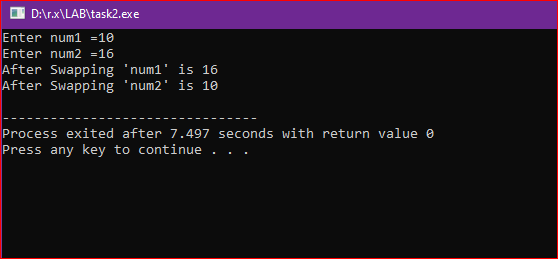 D:\r.x\LAB\task2.exe
Enter num1 =10
Enter num2 =16
After Swapping 'num1' is 16
After Swapping 'num2' is 10
--------------------------------
Process exited after 7.497 seconds with return value 0
Press any key to continue . . .